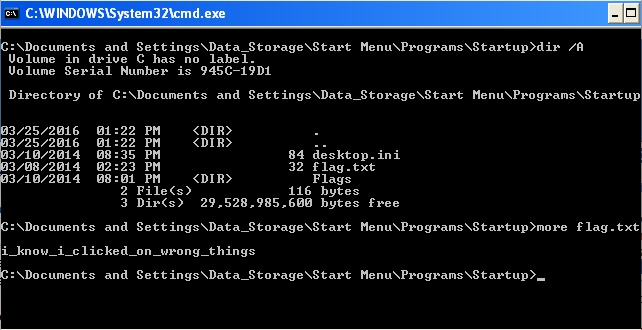 C:\WINDOWS\System32\cmd.exe
C:\Documents and Settings\Data_Storage\Start Menu\Programs\Startup>dir /A
Volume in drive C has no label.
Volume Serial Number is 945C-19D1
Directory of C:\Documents and Settings\Data_Storage\Start Menu\Programs\Startup
03/25/2016 01:22 PM <DIR> .
03/25/2016 01:22 PM <DIR> ..
03/10/2014 08:35 PM 84 desktop.ini
03/08/2014 02:23 PM 32 flag.txt
03/10/2014 08:01 PM <DIR> Flags
2 File(s) 116 bytes
3 Dir(s) 29,528,985,600 bytes free
C:\Documents and Settings\Data_Storage\Start Menu\Programs\Startup>more flag.txt
i_know_i_clicked_on_wrong_things
C:\Documents and Settings\Data_Storage\Start Menu\Programs\Startup>_